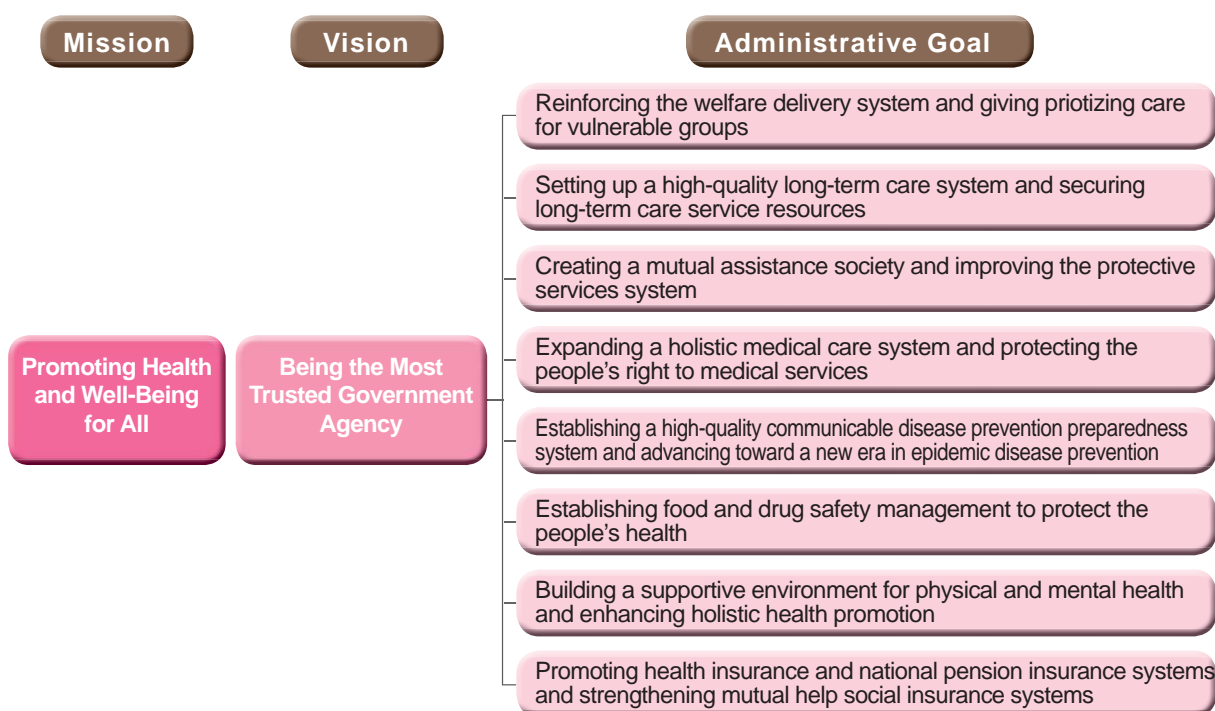 Mission
Vision
Administrative Goal
Promoting Health
and Well-Being
for All
Being the Most
Trusted Government
Agency
Reinforcing the welfare delivery system and giving priotizing care
for vulnerable groups
Setting up a high-quality long-term care system and securing
long-term care service resources
Creating a mutual assistance society and improving the protective
services system
Expanding a holistic medical care system and protecting the
people’s right to medical services
Establishing a high-quality communicable disease prevention preparedness
system and advancing toward a new era in epidemic disease prevention
Establishing food and drug safety management to protect the
people’s health
Building a supportive environment for physical and mental health
and enhancing holistic health promotion
Promoting health insurance and national pension insurance systems
and strengthening mutual help social insurance systems